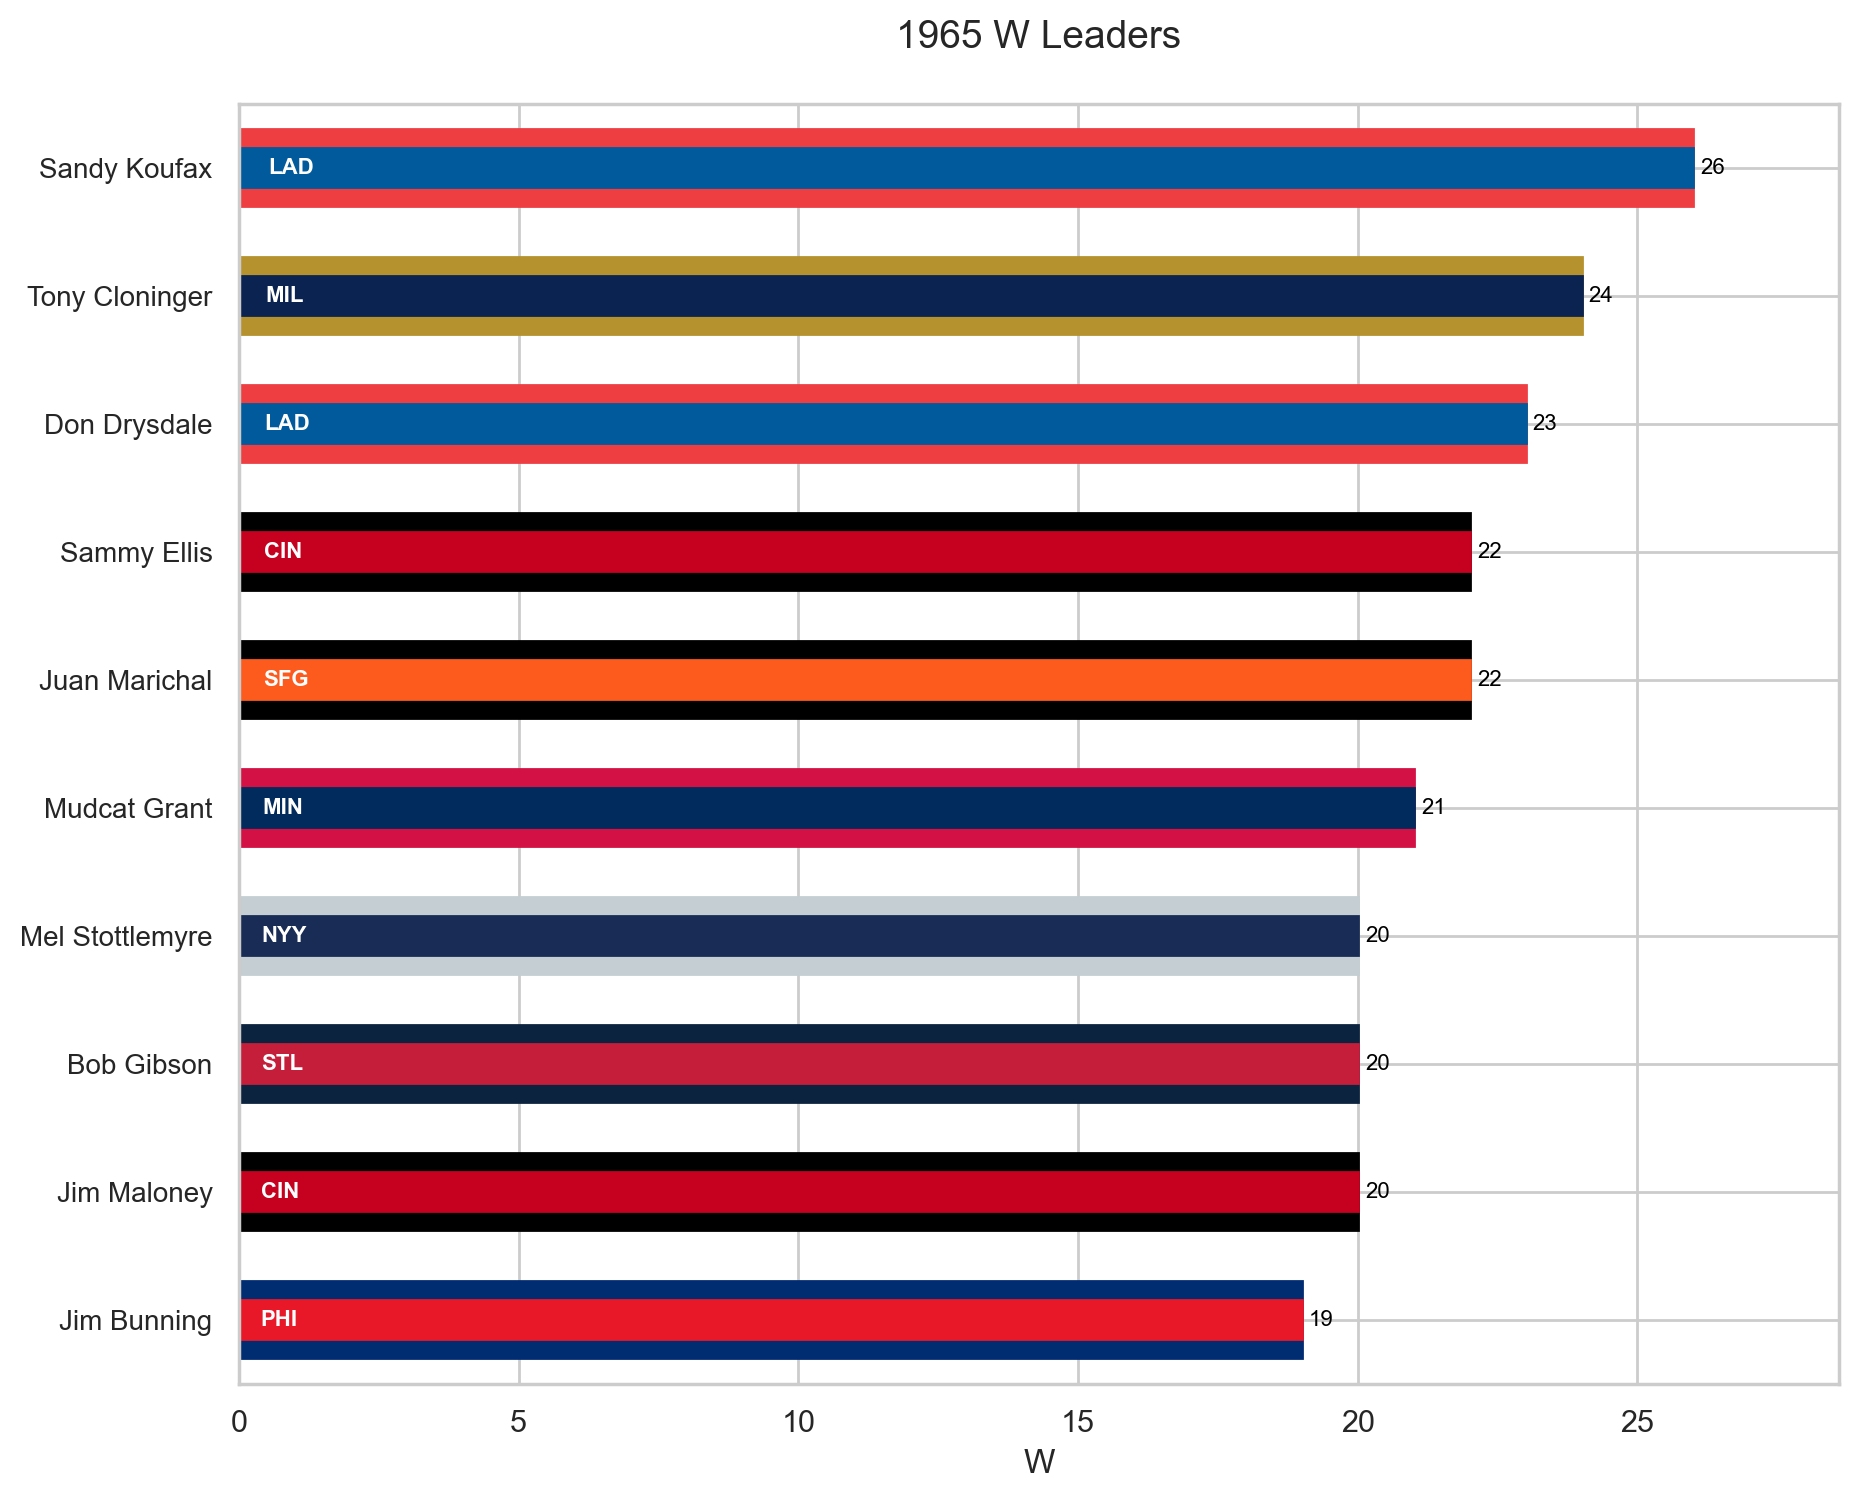 1965 W Leaders
Sandy Koufax LAD 26
Tony Cloninger MIL 24
Don Drysdale LAD 23
Sammy Ellis CIN 22
Juan Marichal SFG 22
Mudcat Grant MIN 21
Mel Stottlemyre NYY 20
Bob Gibson STL 20
Jim Maloney CIN 20
Jim Bunning PHI 19
0 5 10 15 20 25
W